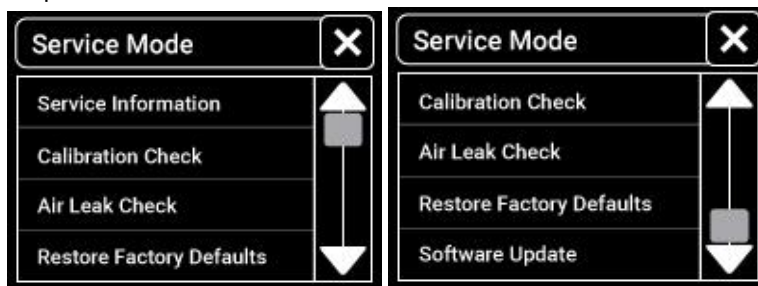 Service Mode
Service Information
Calibration Check
Air Leak Check
Restore Factory Defaults
Service Mode
Calibration Check
Air Leak Check
Restore Factory Defaults
Software Update